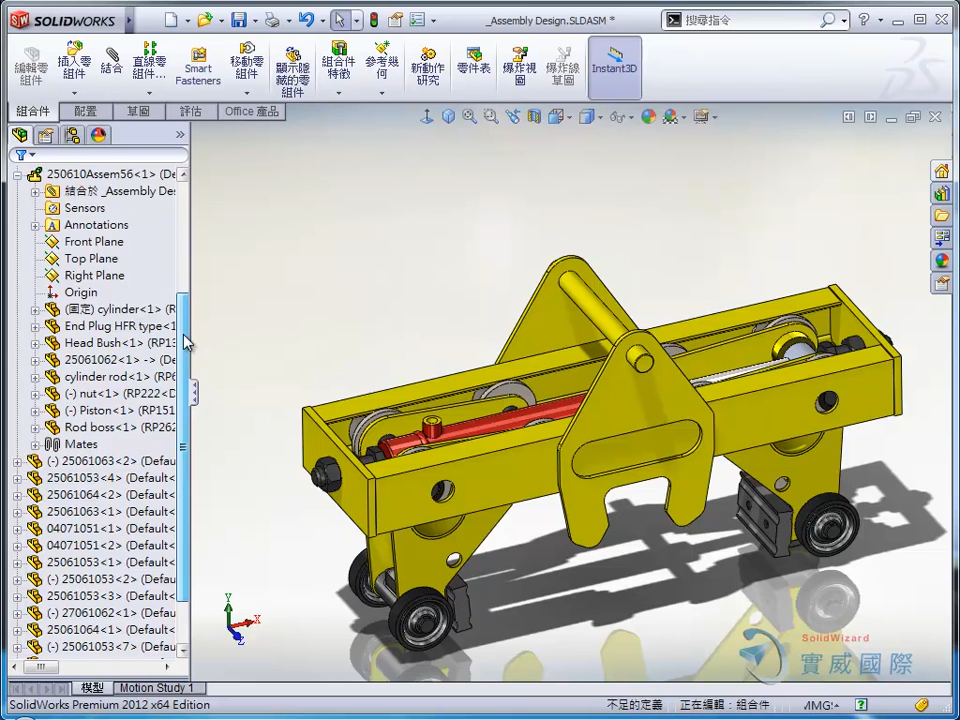 SOLIDWORKS
_Assembly Design.SLDASM *
搜尋指令
編輯零組件
插入零組件
結合
直線零組件...
Smart Fasteners
移動零組件
顯示隱藏的零組件
組合件特徵
參考幾何
新動作研究
零件表
爆炸視圖
爆炸線草圖
Instant3D
組合件
配置
草圖
評估
Office 產品
250610Assem56<1> (De
結合於 _Assembly De
Sensors
Annotations
Front Plane
Top Plane
Right Plane
Origin
(固定) cylinder<1> (R
End Plug HFR type<1
Head Bush<1> (RP13
25061062<1> -> (De
cylinder rod<1> (RP6
(-) nut<1> (RP222<D
(-) Piston<1> (RP151
Rod boss<1> (RP262
Mates
(-) 25061063<2> (Defau
25061053<4> (Default<
25061064<2> (Default<
25061063<1> (Default<
04071051<1> (Default<
04071051<2> (Default<
25061053<1> (Default<
(-) 25061053<2> (Defau
25061053<3> (Default<
(-) 27061062<1> (Defau
25061064<1> (Default<
(-) 25061053<7> (Defau
Y
X
Z
SolidWizard
實威國際
模型
Motion Study 1
SolidWorks Premium 2012 x64 Edition
不足的定義
正在編輯: 組合件